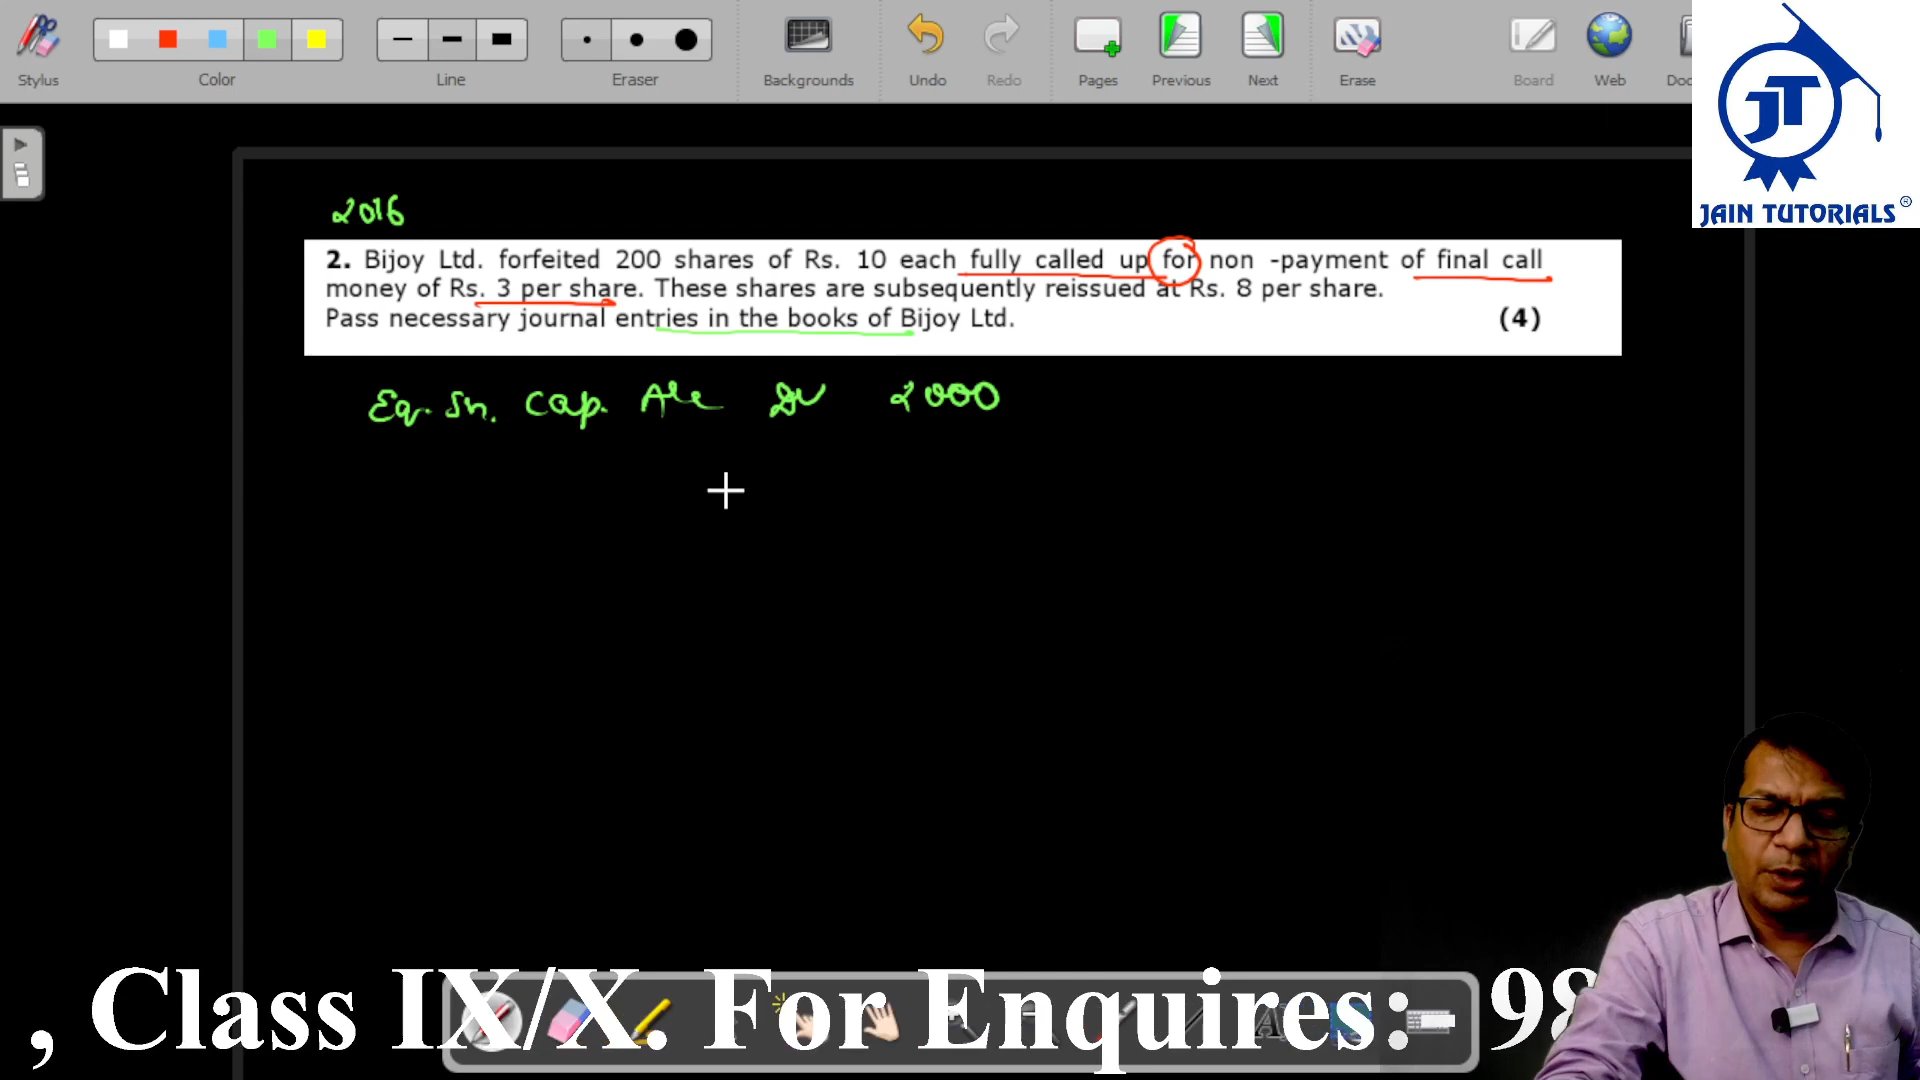 Stylus
Color
Line
Eraser
Backgrounds
Undo
Redo
Pages
Previous
Next
Erase
Board
Web
Doc
JT
JAIN TUTORIALS®
2016
2. Bijoy Ltd. forfeited 200 shares of Rs. 10 each fully called up for non -payment of final call
money of Rs. 3 per share. These shares are subsequently reissued at Rs. 8 per share.
Pass necessary journal entries in the books of Bijoy Ltd. (4)
Eq. Sh. Cap. A/c Dr 2000
, Class IX/X. For Enquires:- 98